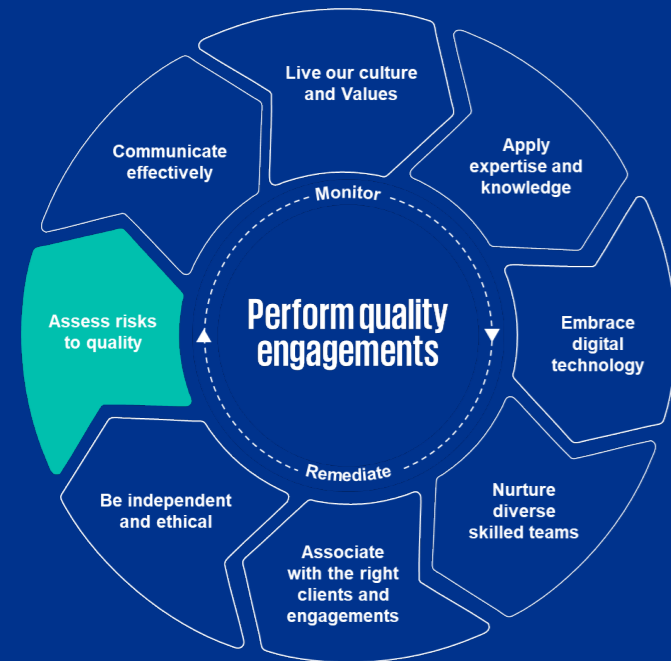 Live our culture
and Values
Apply
expertise and
knowledge
Embrace
digital
technology
Nurture
diverse
skilled teams
Associate
with the right
clients and
engagements
Be independent
and ethical
Assess risks
to quality
Communicate
effectively
Monitor
Perform quality
engagements
Remediate